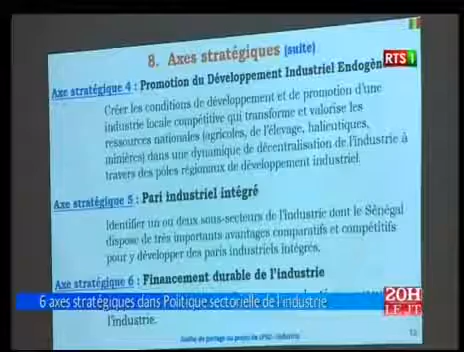 8. Axes stratégiques (suite)
RTS 1
Axe stratégique 4 : Promotion du Développement Industriel Endogèn
Créer les conditions de développement et de promotion d'une
industrie locale compétitive qui transforme et valorise les
ressources nationales (agricoles, de l'élevage, halieutiques,
minières) dans une dynamique de décentralisation de l'industrie à
travers des pôles régionaux de développement industriel.
Axe stratégique 5 : Pari industriel intégré
Identifier un ou deux sous-secteurs de l'industrie dont le Sénégal
dispose de très importants avantages comparatifs et compétitifs
pour y développer des paris industriels intégrés.
Axe stratégique 6 : Financement durable de l'industrie
6 axes stratégiques dans Politique sectorielle de l'industrie
20H
LE JT
l'industrie.